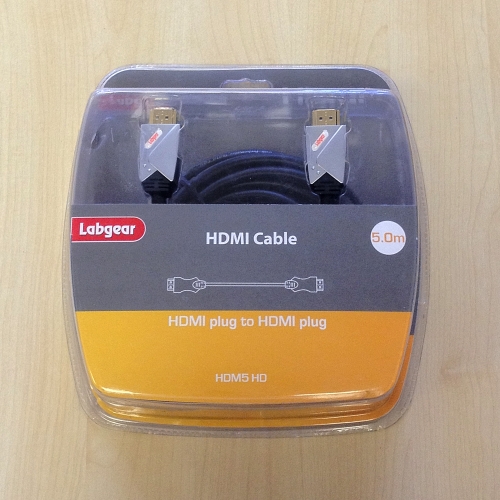 Labgear
HDMI Cable
5.0m
HDMI plug to HDMI plug
HDM5 HD